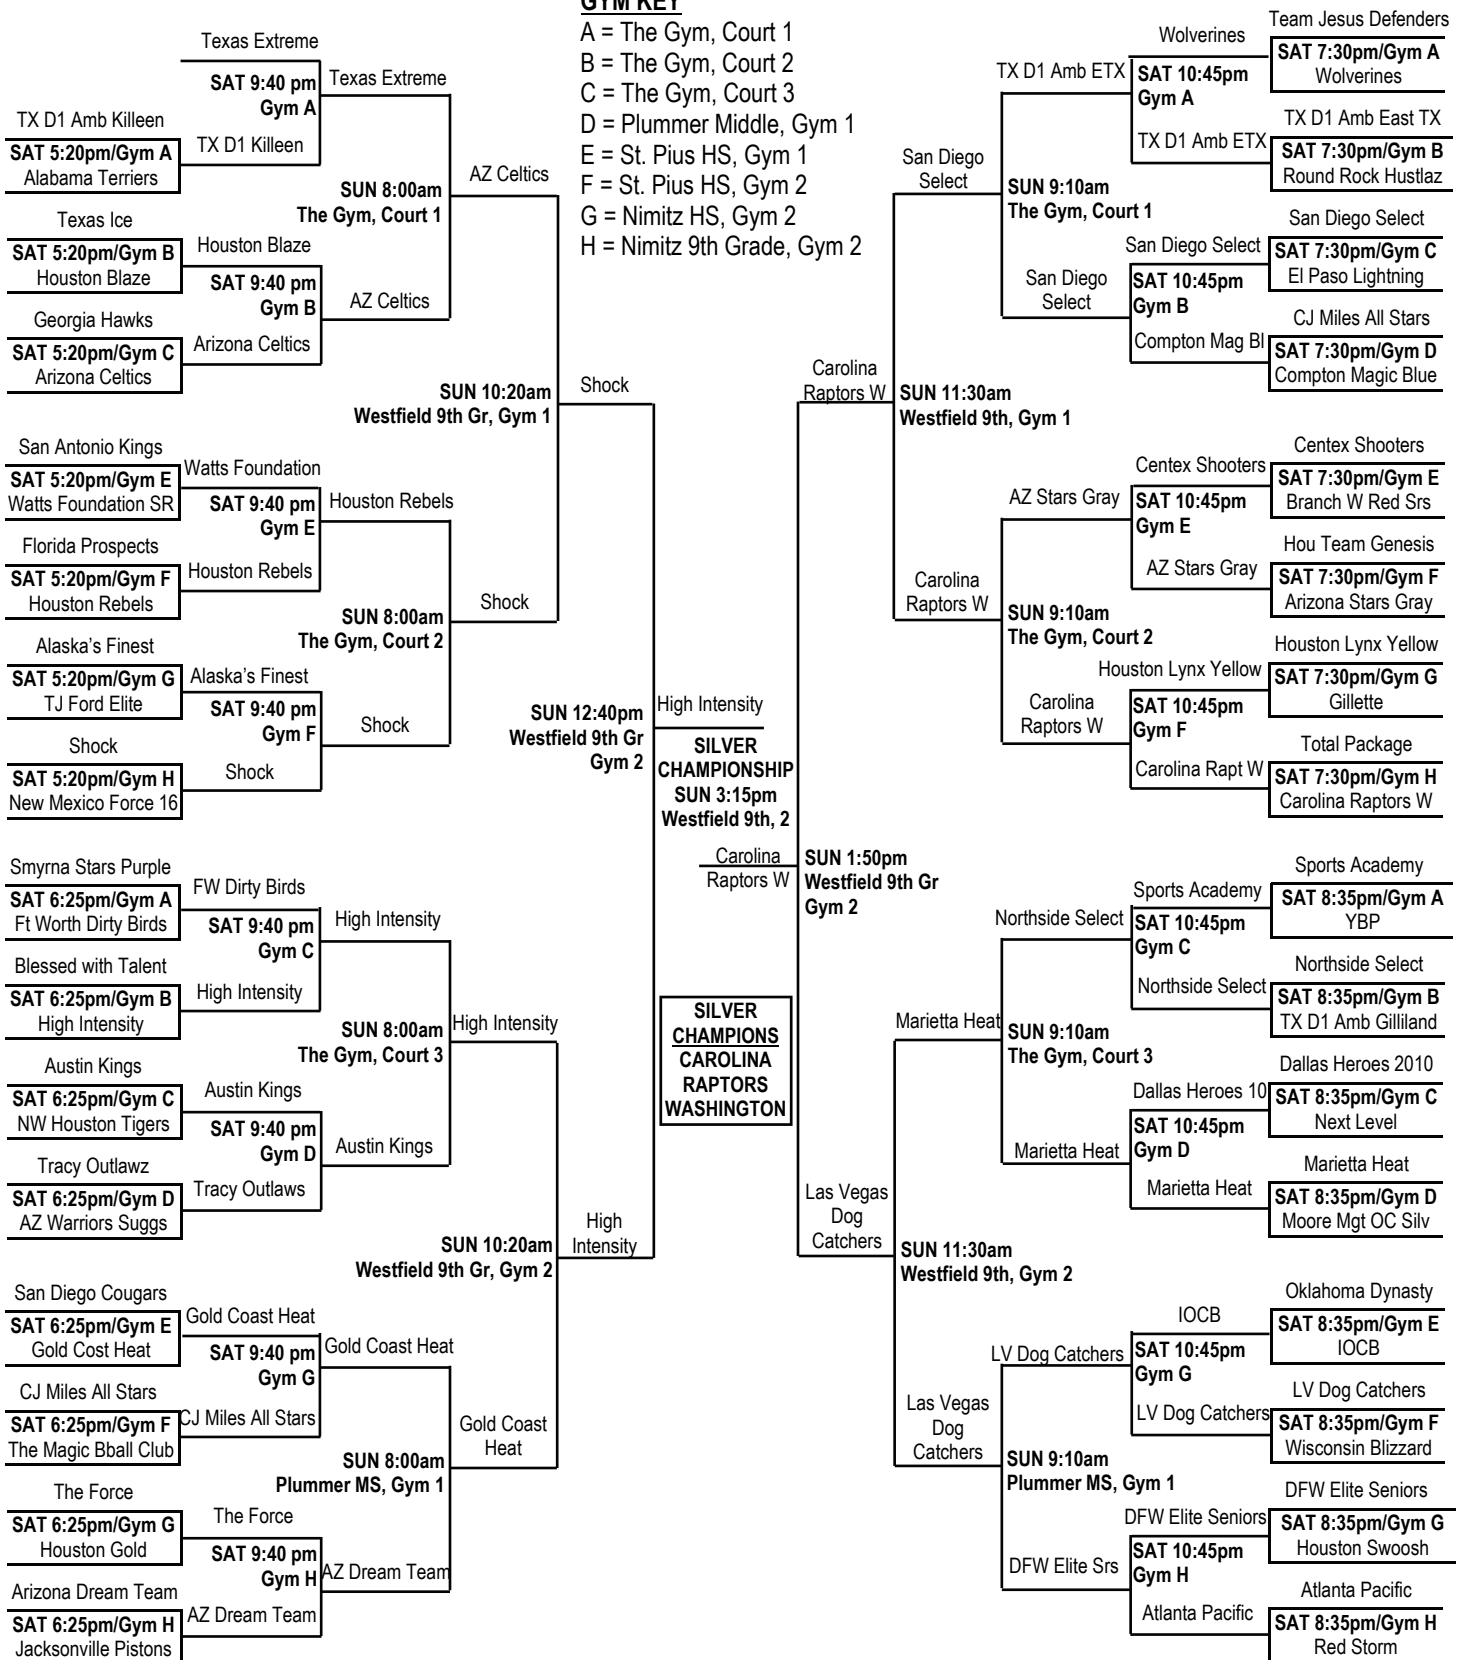 GYM KEY
A = The Gym, Court 1
B = The Gym, Court 2
C = The Gym, Court 3
D = Plummer Middle, Gym 1
E = St. Pius HS, Gym 1
F = St. Pius HS, Gym 2
G = Nimitz HS, Gym 2
H = Nimitz 9th Grade, Gym 2
TX D1 Amb Killeen
SAT 5:20pm/Gym A
Alabama Terriers
Texas Ice
SAT 5:20pm/Gym B
Houston Blaze
Georgia Hawks
SAT 5:20pm/Gym C
Arizona Celtics
San Antonio Kings
SAT 5:20pm/Gym E
Watts Foundation SR
Florida Prospects
SAT 5:20pm/Gym F
Houston Rebels
Alaska's Finest
SAT 5:20pm/Gym G
TJ Ford Elite
Shock
SAT 5:20pm/Gym H
New Mexico Force 16
Smyrna Stars Purple
SAT 6:25pm/Gym A
Ft Worth Dirty Birds
Blessed with Talent
SAT 6:25pm/Gym B
High Intensity
Austin Kings
SAT 6:25pm/Gym C
NW Houston Tigers
Tracy Outlawz
SAT 6:25pm/Gym D
AZ Warriors Suggs
San Diego Cougars
SAT 6:25pm/Gym E
Gold Cost Heat
CJ Miles All Stars
SAT 6:25pm/Gym F
The Magic Bball Club
The Force
SAT 6:25pm/Gym G
Houston Gold
Arizona Dream Team
SAT 6:25pm/Gym H
Jacksonville Pistons
Texas Extreme
SAT 9:40 pm
Gym A
TX D1 Killeen
Houston Blaze
SAT 9:40 pm
Gym B
Arizona Celtics
Watts Foundation
SAT 9:40 pm
Gym E
Houston Rebels
Alaska's Finest
SAT 9:40 pm
Gym F
Shock
FW Dirty Birds
SAT 9:40 pm
Gym C
High Intensity
Austin Kings
SAT 9:40 pm
Gym D
Tracy Outlaws
Gold Coast Heat
SAT 9:40 pm
Gym G
CJ Miles All Stars
The Force
SAT 9:40 pm
Gym H
AZ Dream Team
Texas Extreme
SUN 8:00am
The Gym, Court 1
AZ Celtics
Houston Rebels
SUN 8:00am
The Gym, Court 2
Shock
High Intensity
SUN 8:00am
The Gym, Court 3
Austin Kings
Gold Coast Heat
SUN 8:00am
Plummer MS, Gym 1
AZ Dream Team
AZ Celtics
SUN 10:20am
Westfield 9th Gr, Gym 1
Shock
High Intensity
SUN 10:20am
Westfield 9th Gr, Gym 2
Gold Coast
Heat
Shock
SUN 12:40pm
Westfield 9th Gr
Gym 2
High
Intensity
High Intensity
SILVER
CHAMPIONSHIP
SUN 3:15pm
Westfield 9th, 2
Carolina
Raptors W
SILVER
CHAMPIONS
CAROLINA
RAPTORS
WASHINGTON
Carolina
Raptors W
SUN 1:50pm
Westfield 9th Gr
Gym 2
Las Vegas
Dog
Catchers
San Diego
Select
SUN 11:30am
Westfield 9th, Gym 1
Carolina
Raptors W
Marietta Heat
SUN 11:30am
Westfield 9th, Gym 2
Las Vegas
Dog
Catchers
TX D1 Amb ETX
SUN 9:10am
The Gym, Court 1
San Diego
Select
AZ Stars Gray
SUN 9:10am
The Gym, Court 2
Carolina
Raptors W
Northside Select
SUN 9:10am
The Gym, Court 3
Marietta Heat
LV Dog Catchers
SUN 9:10am
Plummer MS, Gym 1
DFW Elite Srs
Wolverines
SAT 10:45pm
Gym A
TX D1 Amb ETX
San Diego Select
SAT 10:45pm
Gym B
Compton Mag Bl
Centex Shooters
SAT 10:45pm
Gym E
AZ Stars Gray
Houston Lynx Yellow
SAT 10:45pm
Gym F
Carolina Rapt W
Sports Academy
SAT 10:45pm
Gym C
Northside Select
Dallas Heroes 10
SAT 10:45pm
Gym D
Marietta Heat
IOCB
SAT 10:45pm
Gym G
LV Dog Catchers
DFW Elite Seniors
SAT 10:45pm
Gym H
Atlanta Pacific
Team Jesus Defenders
SAT 7:30pm/Gym A
Wolverines
TX D1 Amb East TX
SAT 7:30pm/Gym B
Round Rock Hustlaz
San Diego Select
SAT 7:30pm/Gym C
El Paso Lightning
CJ Miles All Stars
SAT 7:30pm/Gym D
Compton Magic Blue
Centex Shooters
SAT 7:30pm/Gym E
Branch W Red Srs
Hou Team Genesis
SAT 7:30pm/Gym F
Arizona Stars Gray
Houston Lynx Yellow
SAT 7:30pm/Gym G
Gillette
Total Package
SAT 7:30pm/Gym H
Carolina Raptors W
Sports Academy
SAT 8:35pm/Gym A
YBP
Northside Select
SAT 8:35pm/Gym B
TX D1 Amb Gilliland
Dallas Heroes 2010
SAT 8:35pm/Gym C
Next Level
Marietta Heat
SAT 8:35pm/Gym D
Moore Mgt OC Silv
Oklahoma Dynasty
SAT 8:35pm/Gym E
IOCB
LV Dog Catchers
SAT 8:35pm/Gym F
Wisconsin Blizzard
DFW Elite Seniors
SAT 8:35pm/Gym G
Houston Swoosh
Atlanta Pacific
SAT 8:35pm/Gym H
Red Storm